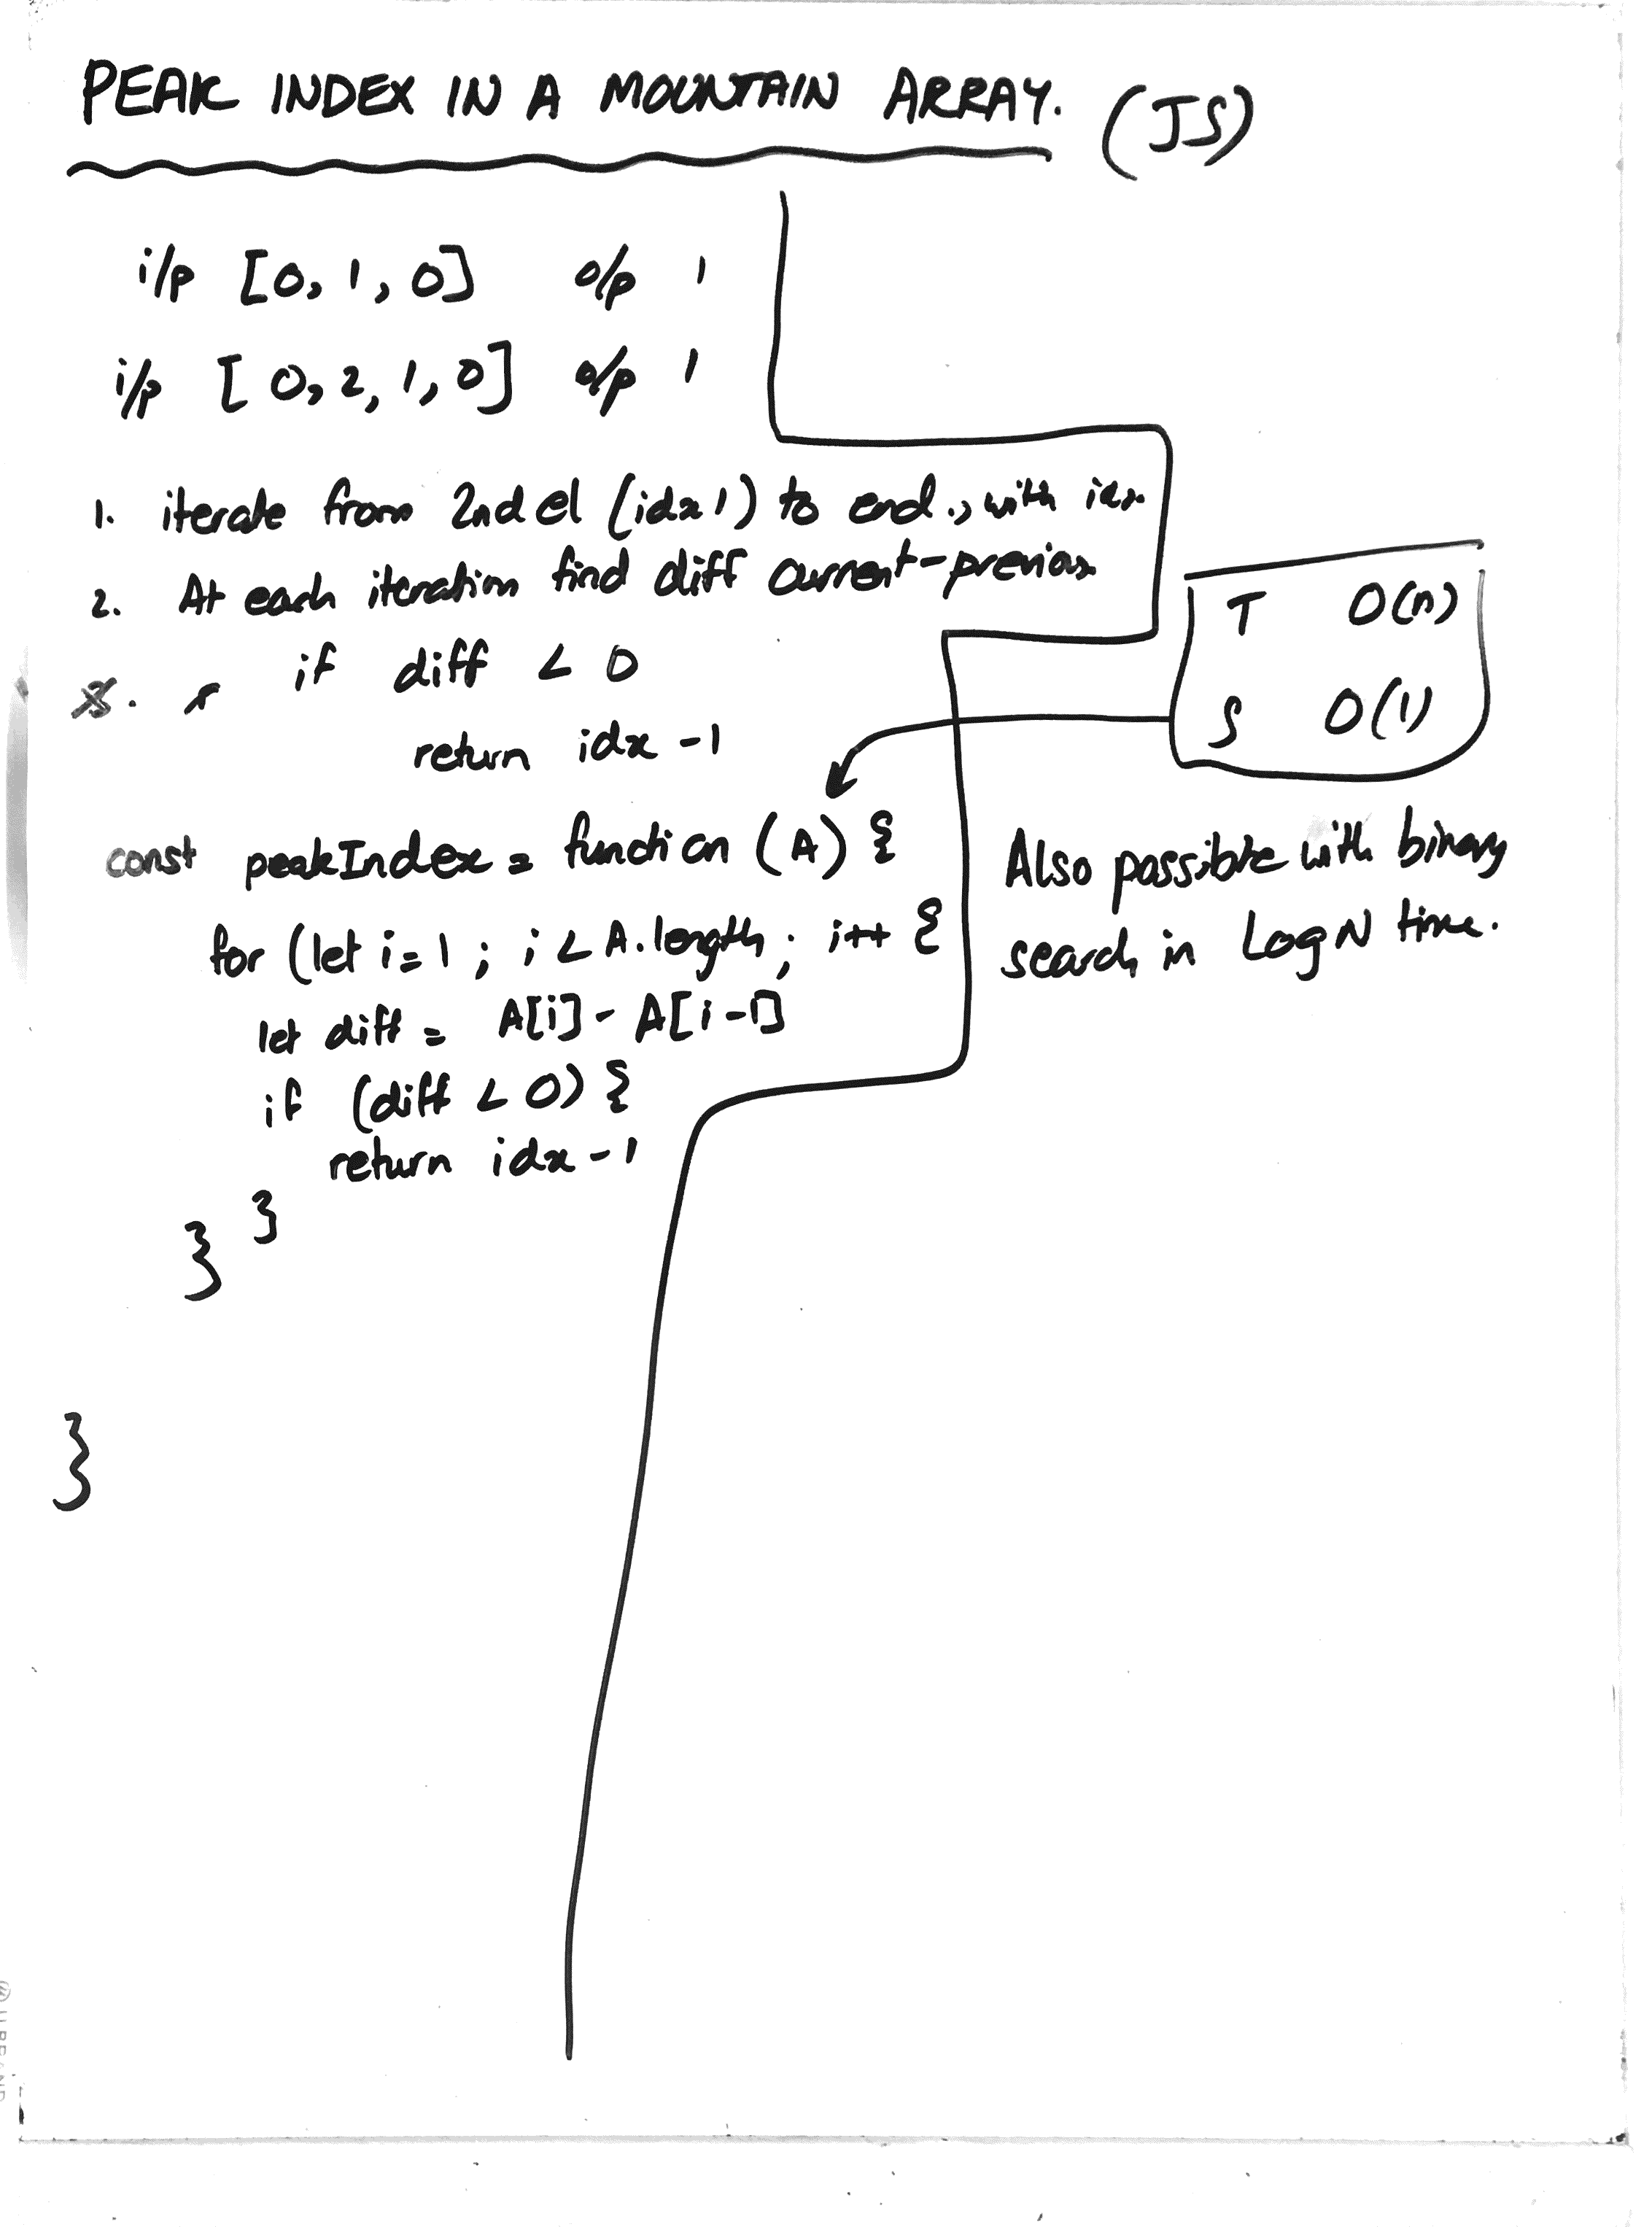 PEAK INDEX IN A MOUNTAIN ARRAY. (JS)
i/p [0, 1, 0] o/p 1
i/p [0, 2, 1, 0] o/p 1
1. iterate from 2nd el (idx 1) to end., with
2. At each iteration find diff current-previous
if diff < 0
return idx -1
T O(n)
S O(1)
const peakIndex = function (A) {
for (let i=1; i < A.length; i++ {
let diff = A[i] - A[i-1]
if (diff < 0) {
return idx -1
}
}
}
Also possible with binary
search in Log N time.